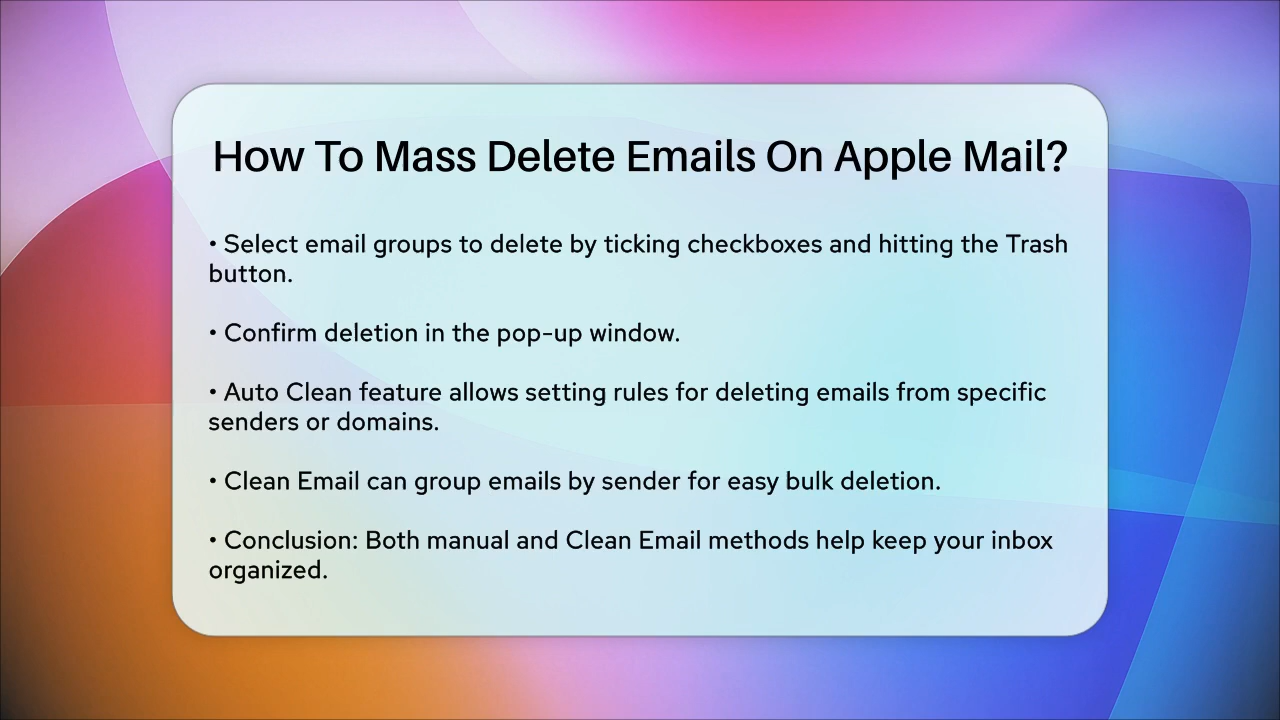 How To Mass Delete Emails On Apple Mail?
• Select email groups to delete by ticking checkboxes and hitting the Trash
button.
• Confirm deletion in the pop-up window.
• Auto Clean feature allows setting rules for deleting emails from specific
senders or domains.
• Clean Email can group emails by sender for easy bulk deletion.
• Conclusion: Both manual and Clean Email methods help keep your inbox
organized.